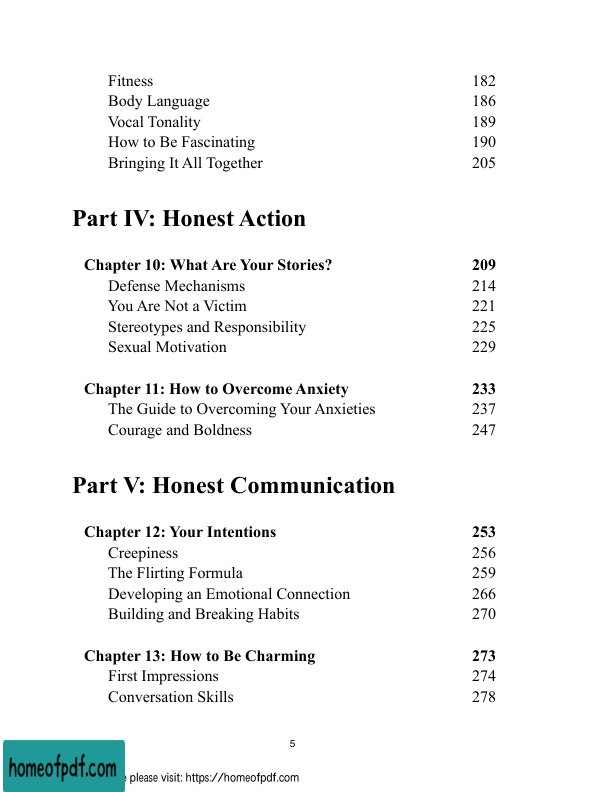 Fitness 182
Body Language 186
Vocal Tonality 189
How to Be Fascinating 190
Bringing It All Together 205
Part IV: Honest Action
Chapter 10: What Are Your Stories? 209
Defense Mechanisms 214
You Are Not a Victim 221
Stereotypes and Responsibility 225
Sexual Motivation 229
Chapter 11: How to Overcome Anxiety 233
The Guide to Overcoming Your Anxieties 237
Courage and Boldness 247
Part V: Honest Communication
Chapter 12: Your Intentions 253
Creepiness 256
The Flirting Formula 259
Developing an Emotional Connection 266
Building and Breaking Habits 270
Chapter 13: How to Be Charming 273
First Impressions 274
Conversation Skills 278
5
homeofpdf.com
please visit: https://homeofpdf.com